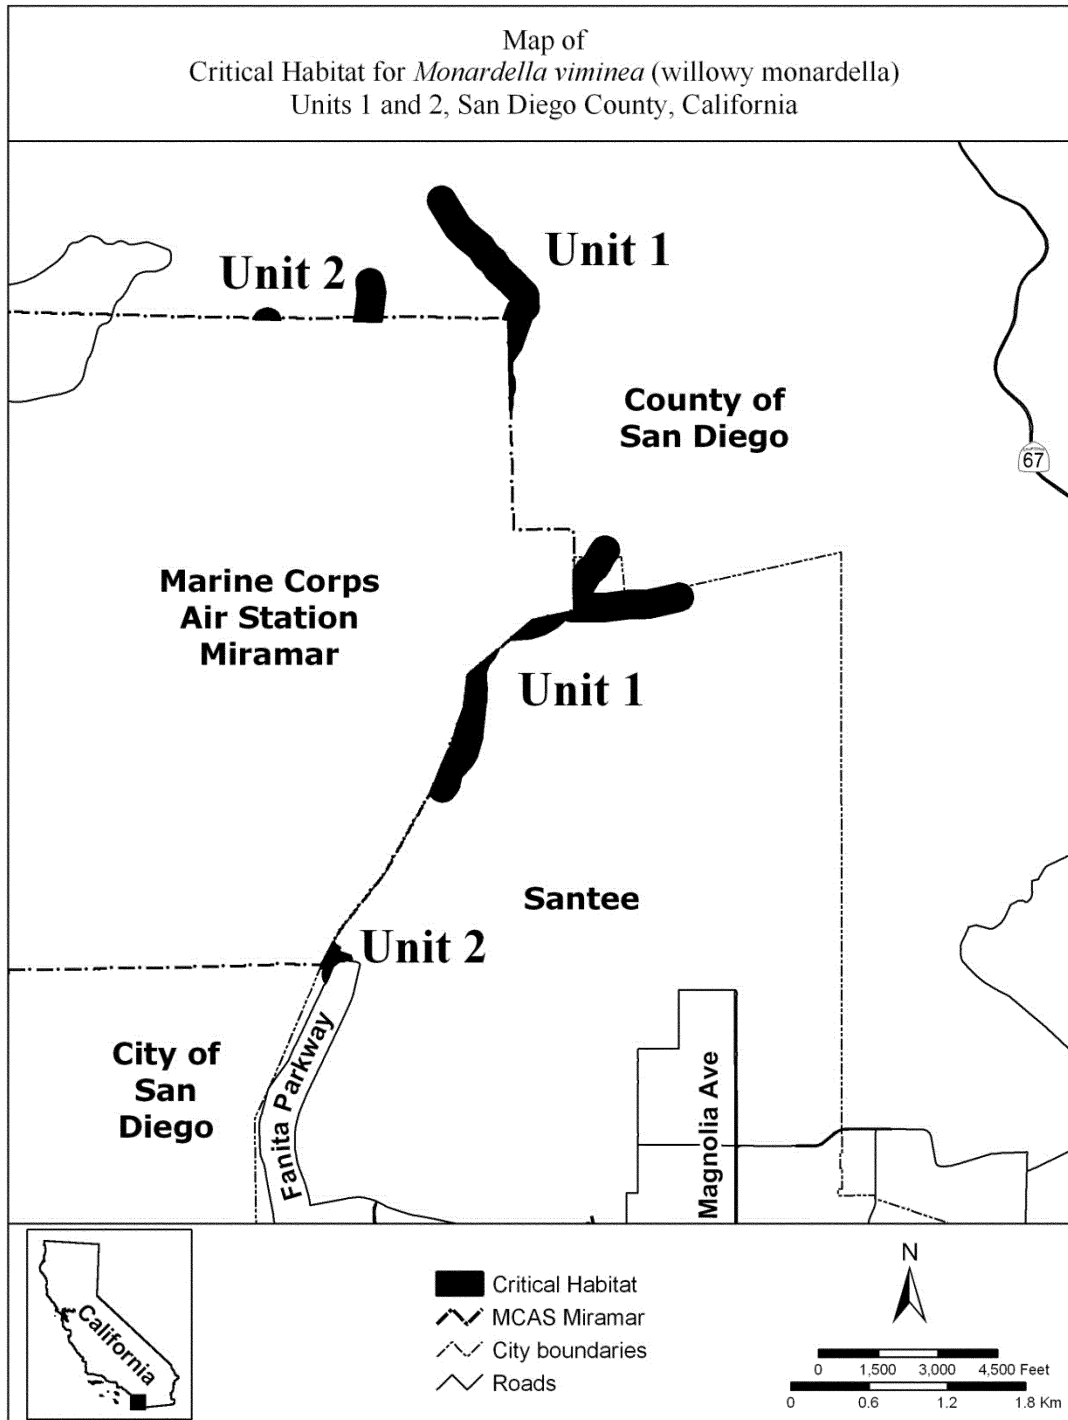 Map of
Critical Habitat for Monardella viminea (willowy monardella)
Units 1 and 2, San Diego County, California
Unit 1
Unit 2
County of
San Diego
67
Marine Corps
Air Station
Miramar
Unit 1
Santee
Unit 2
City of
San
Diego
Fanita Parkway
Magnolia Ave
California
Critical Habitat
MCAS Miramar
City boundaries
Roads
N
0 1,500 3,000 4,500 Feet
0 0.6 1.2 1.8 Km